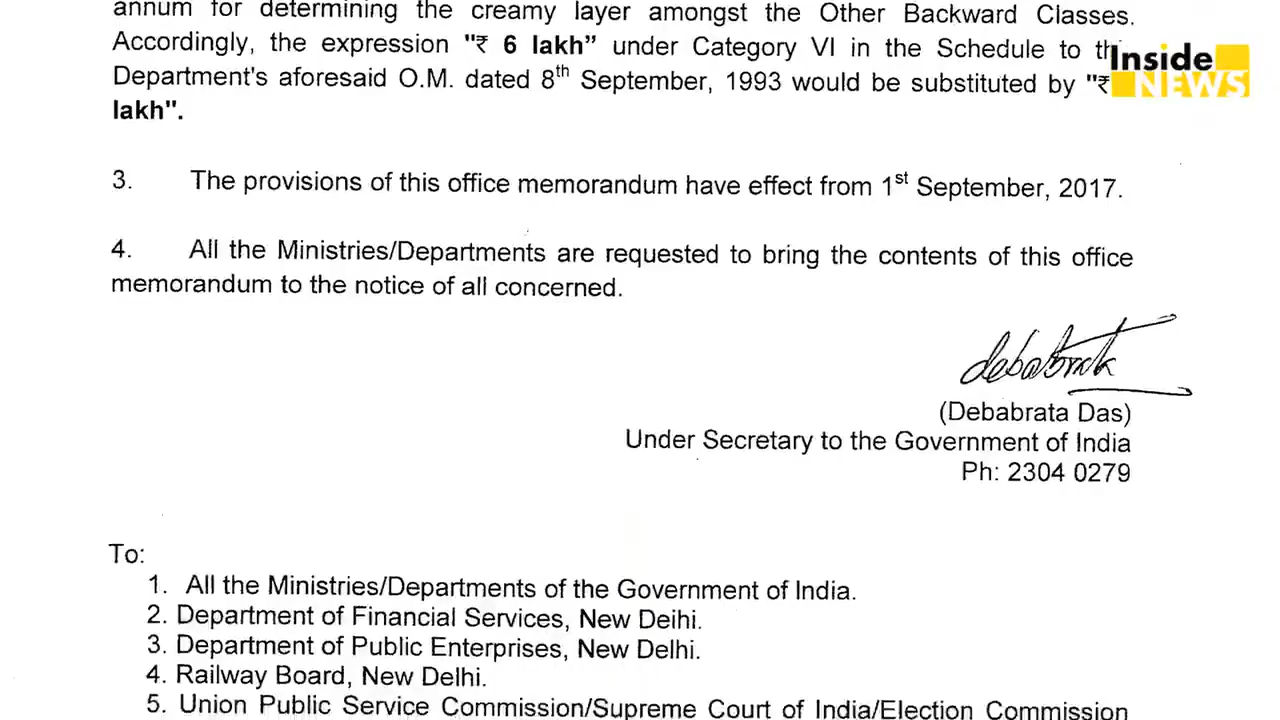 annum for determining the creamy layer amongst the Other Backward Classes.
Accordingly, the expression "₹ 6 lakh" under Category VI in the Schedule to
Department's aforesaid O.M. dated 8th September, 1993 would be substituted by "₹
lakh".
3. The provisions of this office memorandum have effect from 1st September, 2017.
4. All the Ministries/Departments are requested to bring the contents of this office
memorandum to the notice of all concerned.
debabrata
(Debabrata Das)
Under Secretary to the Government of India
Ph: 2304 0279
To:
1. All the Ministries/Departments of the Government of India.
2. Department of Financial Services, New Deihi.
3. Department of Public Enterprises, New Delhi.
4. Railway Board, New Delhi.
5. Union Public Service Commission/Supreme Court of India/Election Commission
Inside
NEWS